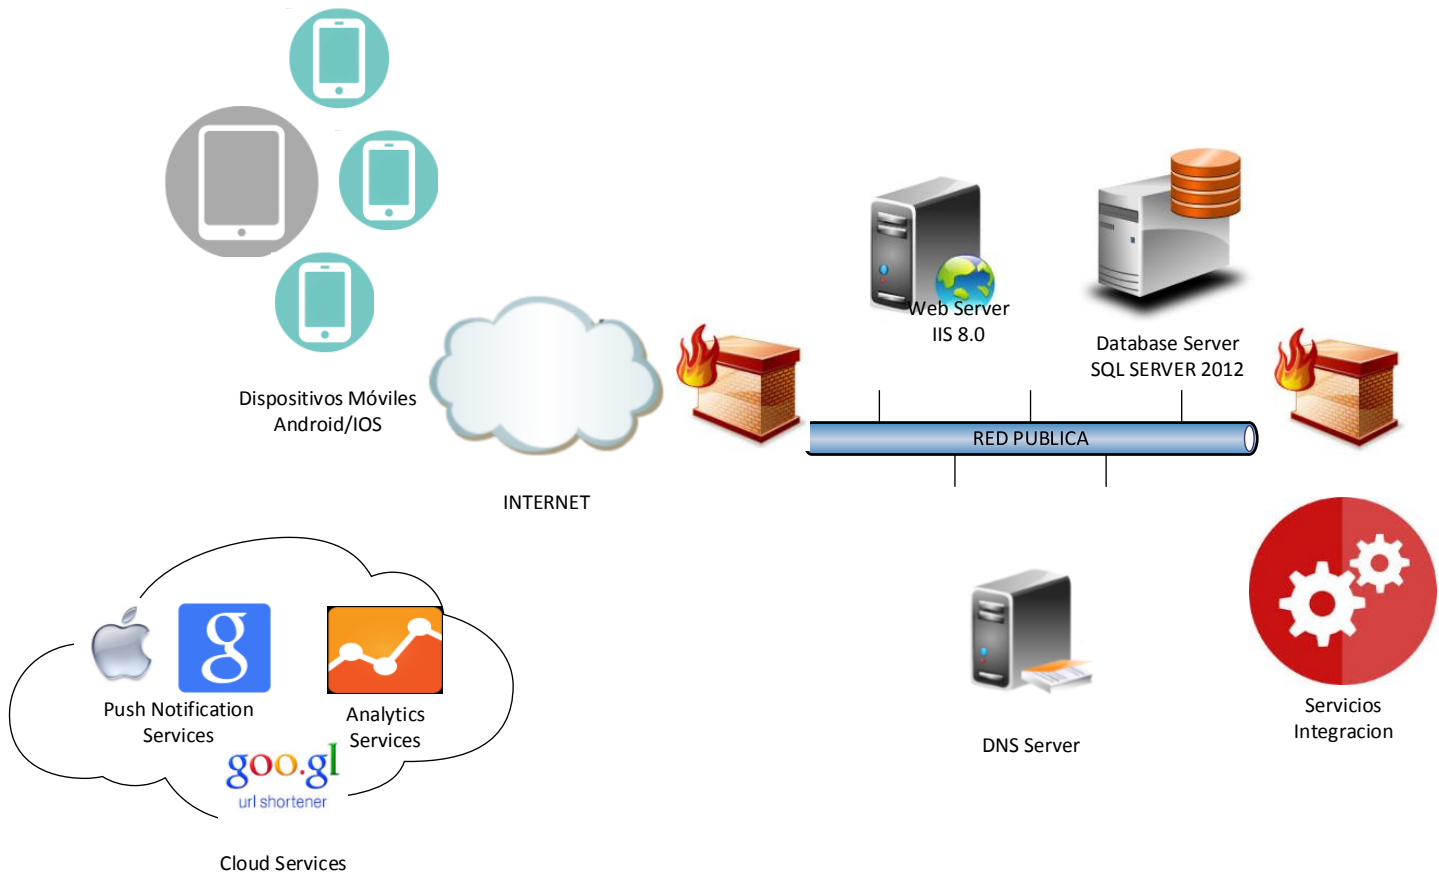 Web Server
IIS 8.0
Database Server
SQL SERVER 2012
Dispositivos Móviles
Android/IOS
RED PUBLICA
INTERNET
g
Push Notification
Services
Analytics
Services
goo.gl
url shortener
Cloud Services
DNS Server
Servicios
Integracion